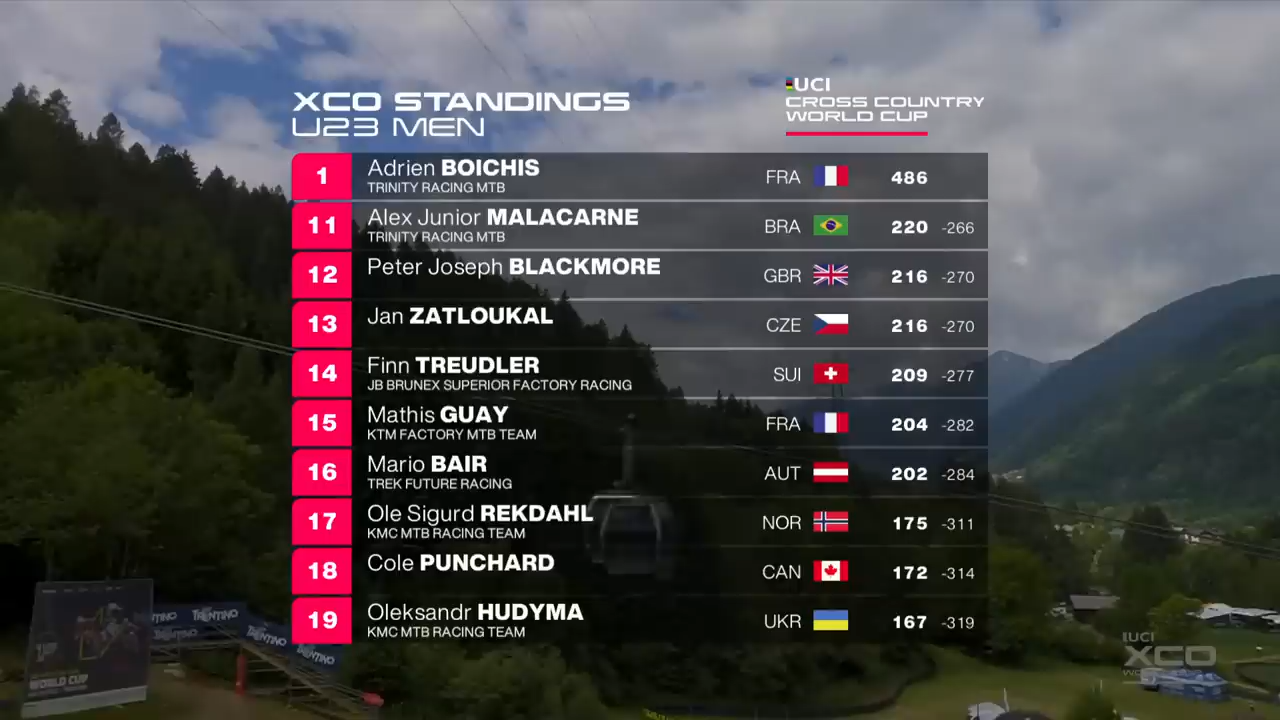 XCO STANDINGS
U23 MEN
UCI
CROSS COUNTRY
WORLD CUP
1 Adrien BOICHIS FRA 486
TRINITY RACING MTB
11 Alex Junior MALACARNE BRA 220 -266
TRINITY RACING MTB
12 Peter Joseph BLACKMORE GBR 216 -270
13 Jan ZATLOUKAL CZE 216 -270
14 Finn TREUDLER SUI 209 -277
JB BRUNEX SUPERIOR FACTORY RACING
15 Mathis GUAY FRA 204 -282
KTM FACTORY MTB TEAM
16 Mario BAIR AUT 202 -284
TREK FUTURE RACING
17 Ole Sigurd REKDAHL NOR 175 -311
KMC MTB RACING TEAM
18 Cole PUNCHARD CAN 172 -314
19 Oleksandr HUDYMA UKR 167 -319
KMC MTB RACING TEAM
TRENTINO
TRENTINO
TRENTINO
WORLD CUP
UCI
XCO